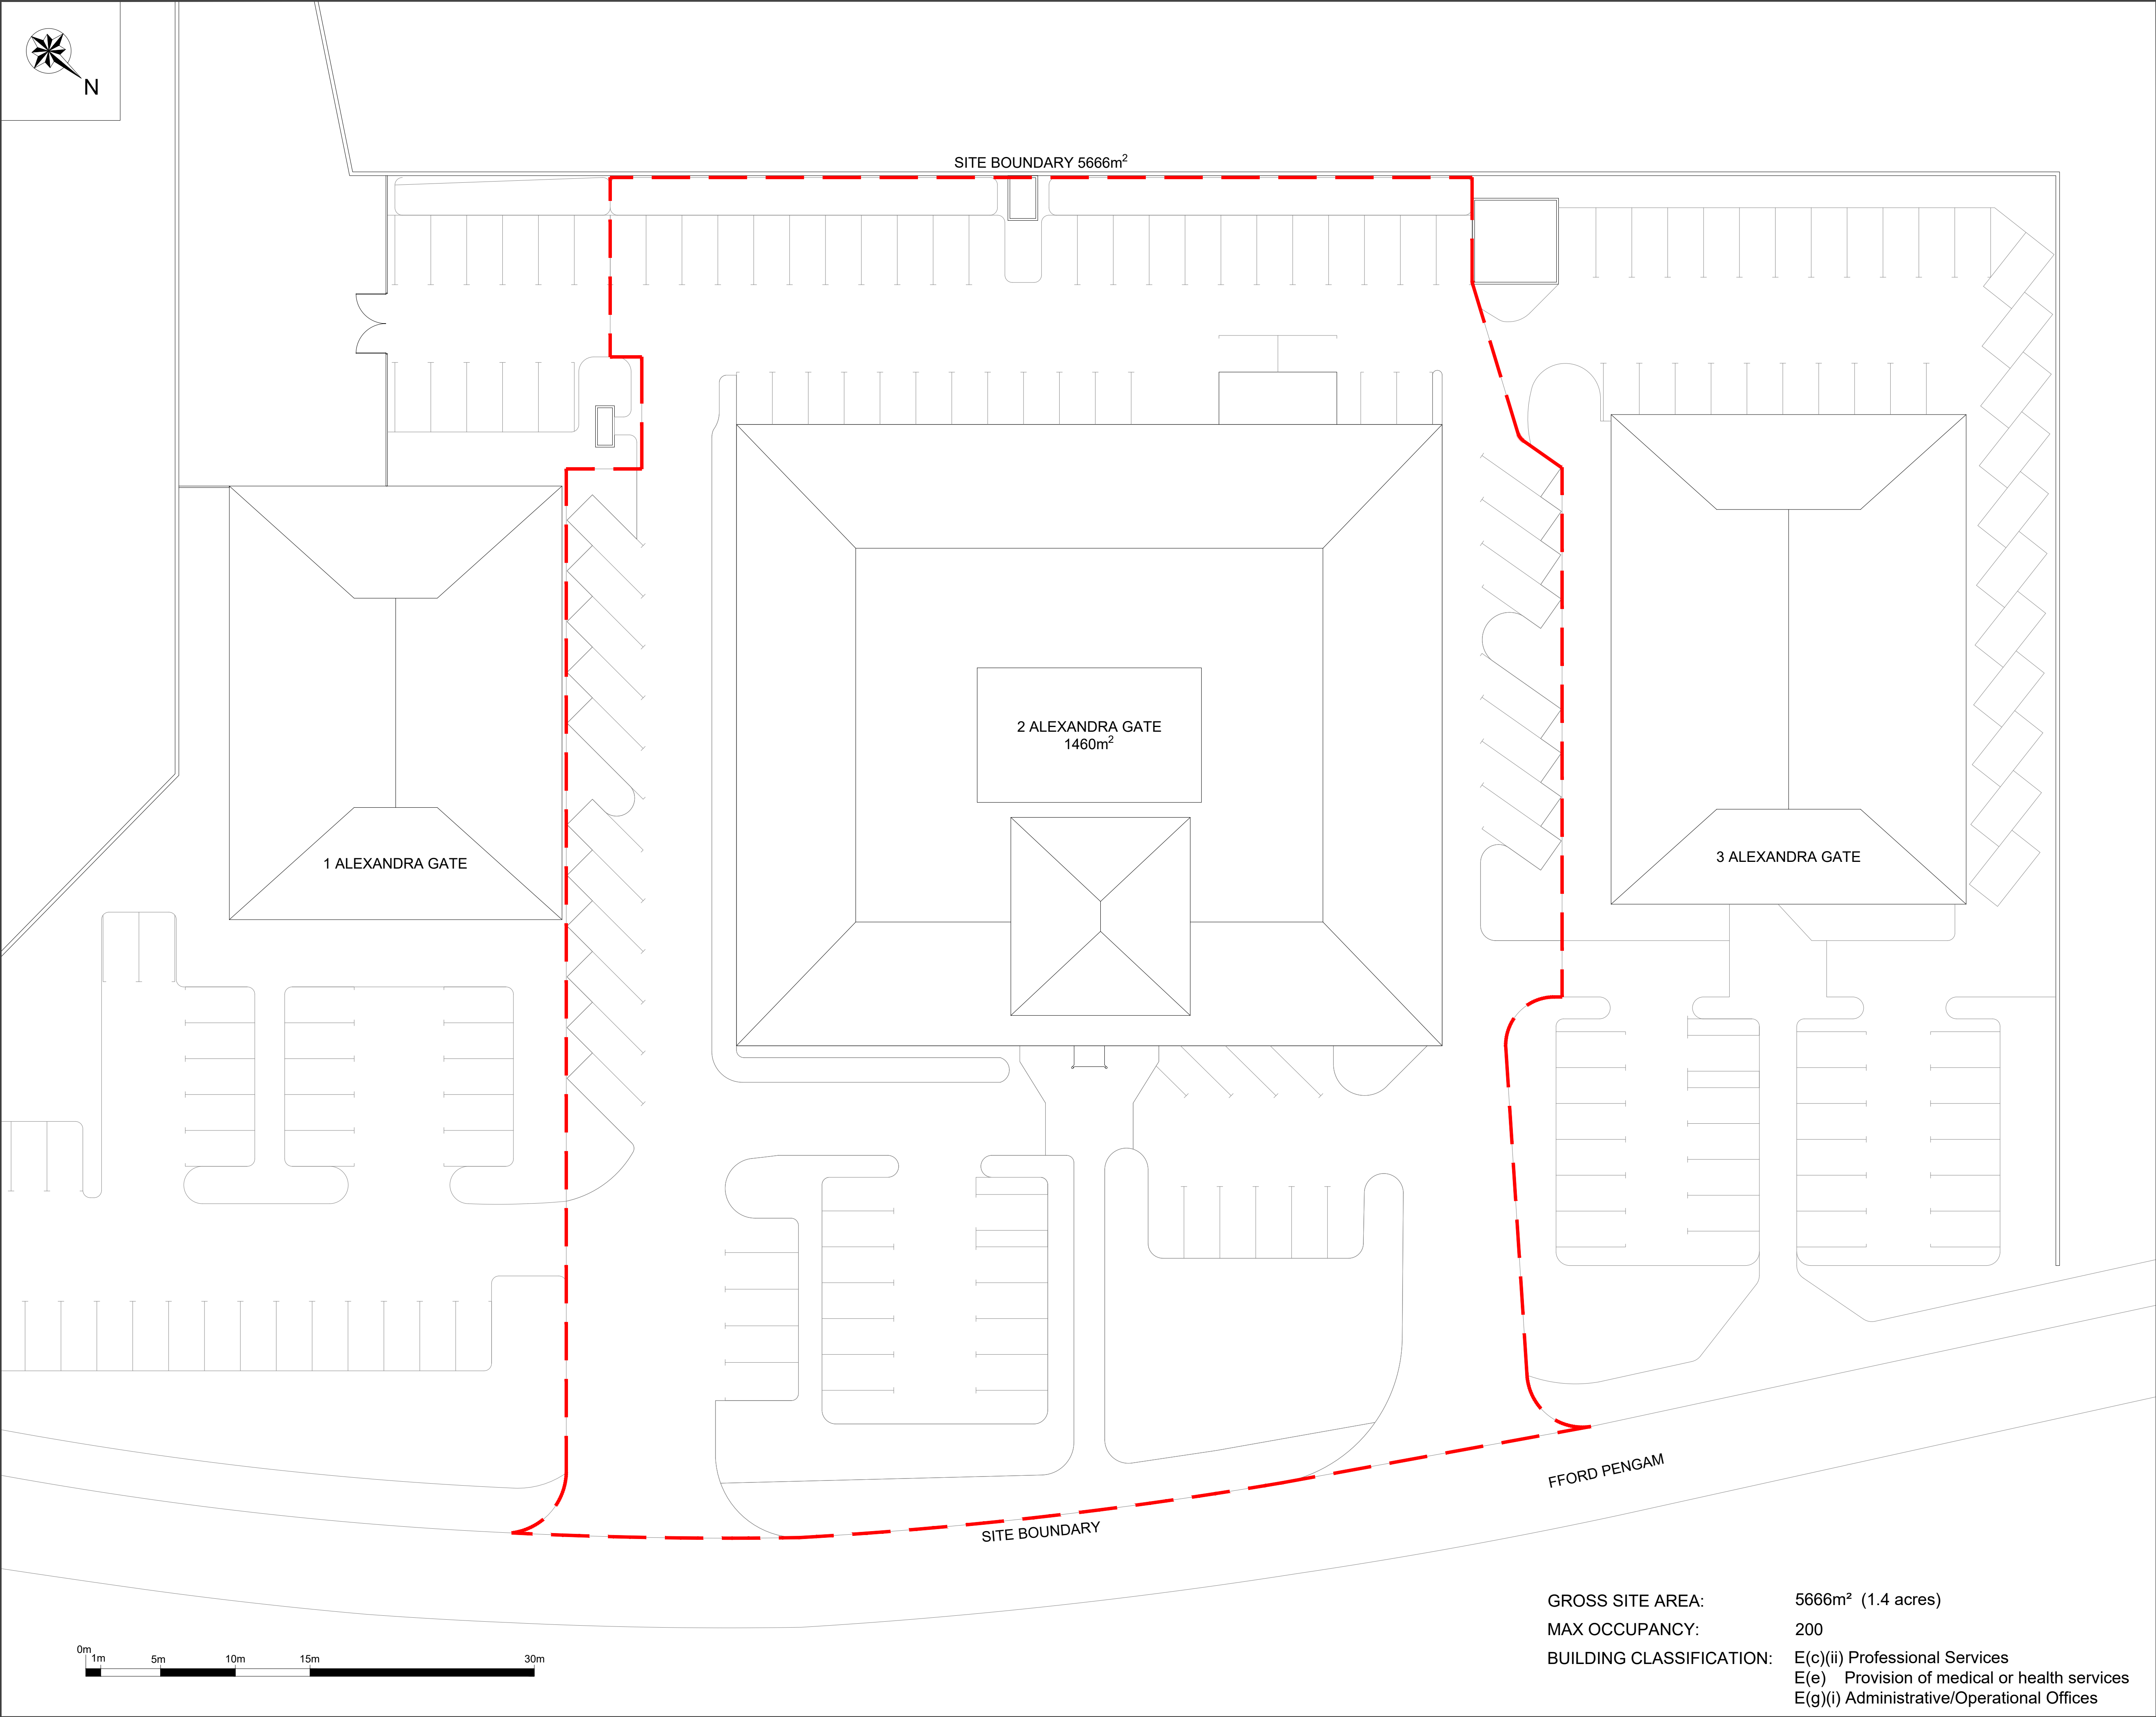 N
SITE BOUNDARY 5666m²
2 ALEXANDRA GATE
1460m²
1 ALEXANDRA GATE
3 ALEXANDRA GATE
FFORD PENGAM
SITE BOUNDARY
GROSS SITE AREA: 5666m² (1.4 acres)
MAX OCCUPANCY: 200
BUILDING CLASSIFICATION: E(c)(ii) Professional Services
E(e) Provision of medical or health services
E(g)(i) Administrative/Operational Offices
0m 1m 5m 10m 15m 30m